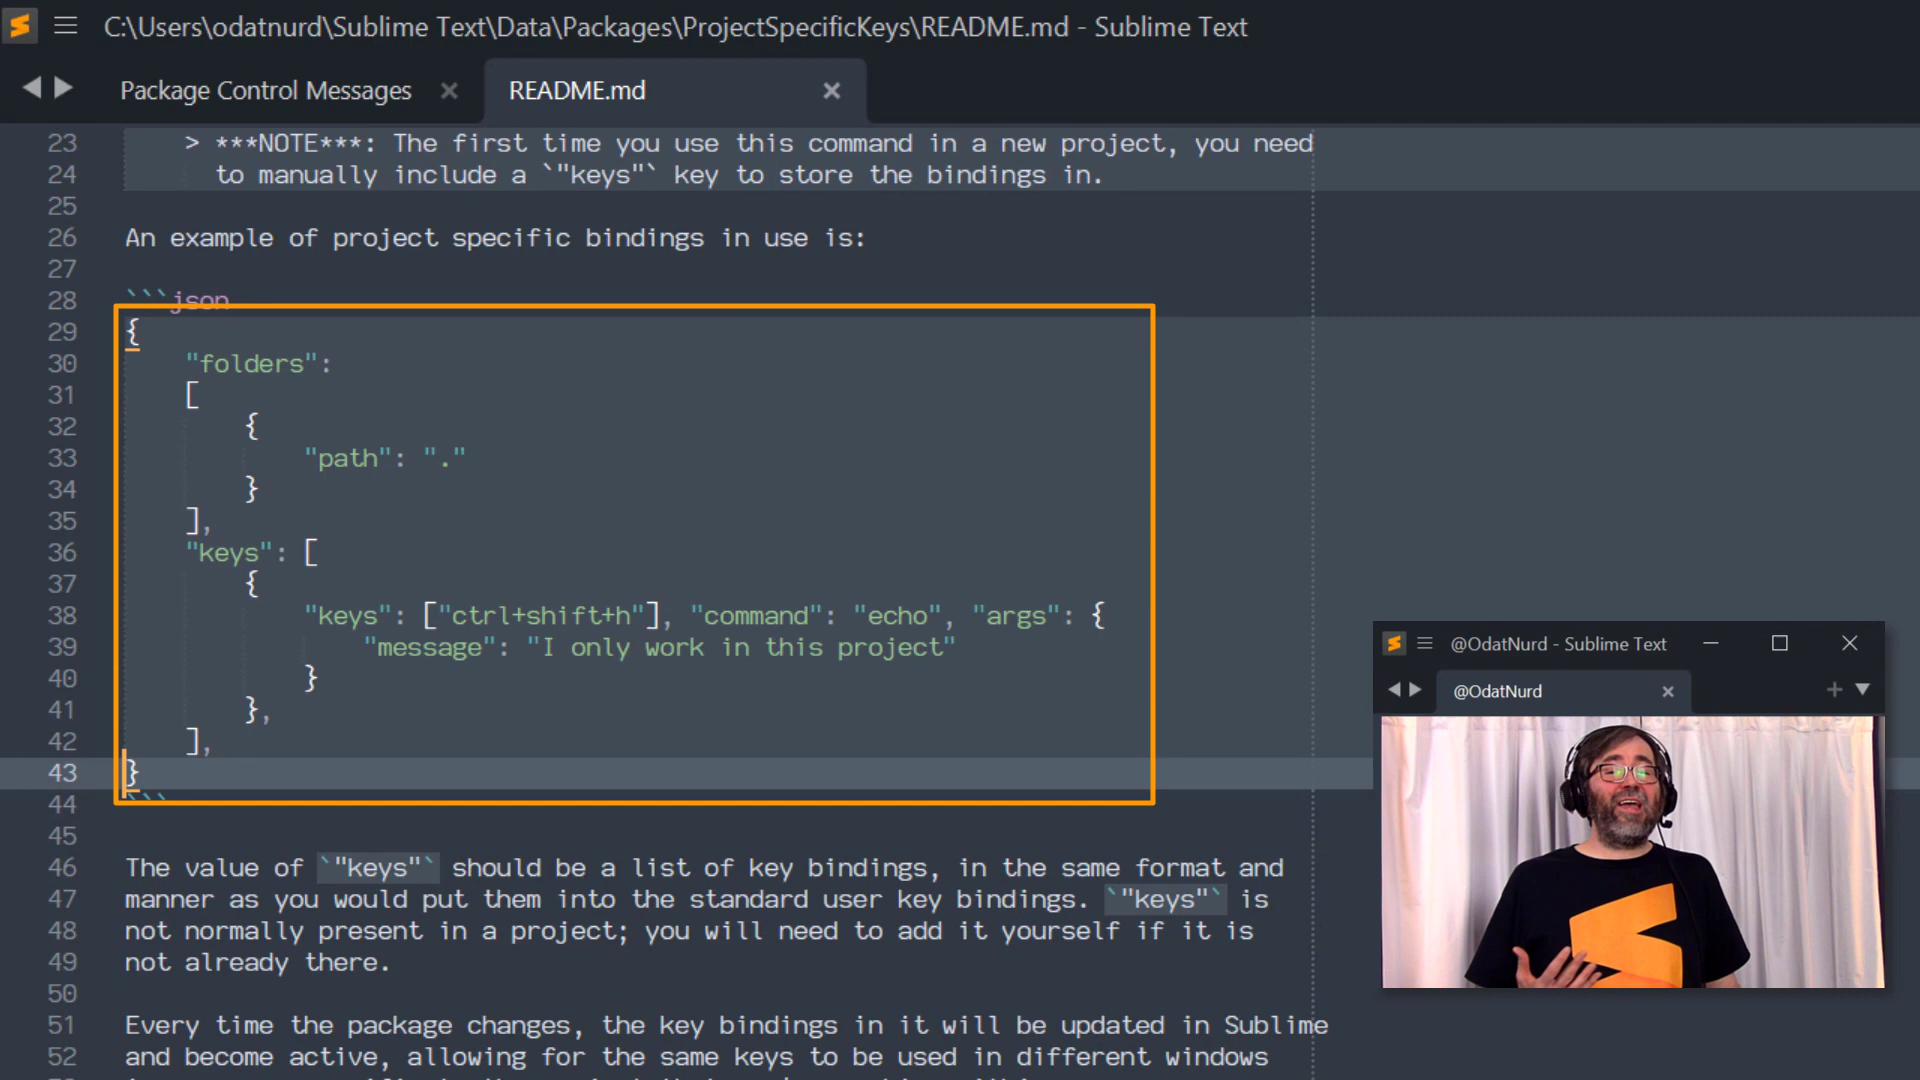 C:\Users\odatnurd\Sublime Text\Data\Packages\ProjectSpecificKeys\README.md - Sublime Text
Package Control Messages
README.md
23 > ***NOTE***: The first time you use this command in a new project, you need
24 to manually include a `"keys"` key to store the bindings in.
25
26 An example of project specific bindings in use is:
27
28 ```json
29 {
30 "folders":
31 [
32 {
33 "path": "."
34 }
35 ],
36 "keys": [
37 {
38 "keys": ["ctrl+shift+h"], "command": "echo", "args": {
39 "message": "I only work in this project"
40 }
41 },
42 ],
43 }
44 ```
45
46 The value of `"keys"` should be a list of key bindings, in the same format and
47 manner as you would put them into the standard user key bindings. `"keys"` is
48 not normally present in a project; you will need to add it yourself if it is
49 not already there.
50
51 Every time the package changes, the key bindings in it will be updated in Sublime
52 and become active, allowing for the same keys to be used in different windows
@OdatNurd - Sublime Text
@OdatNurd